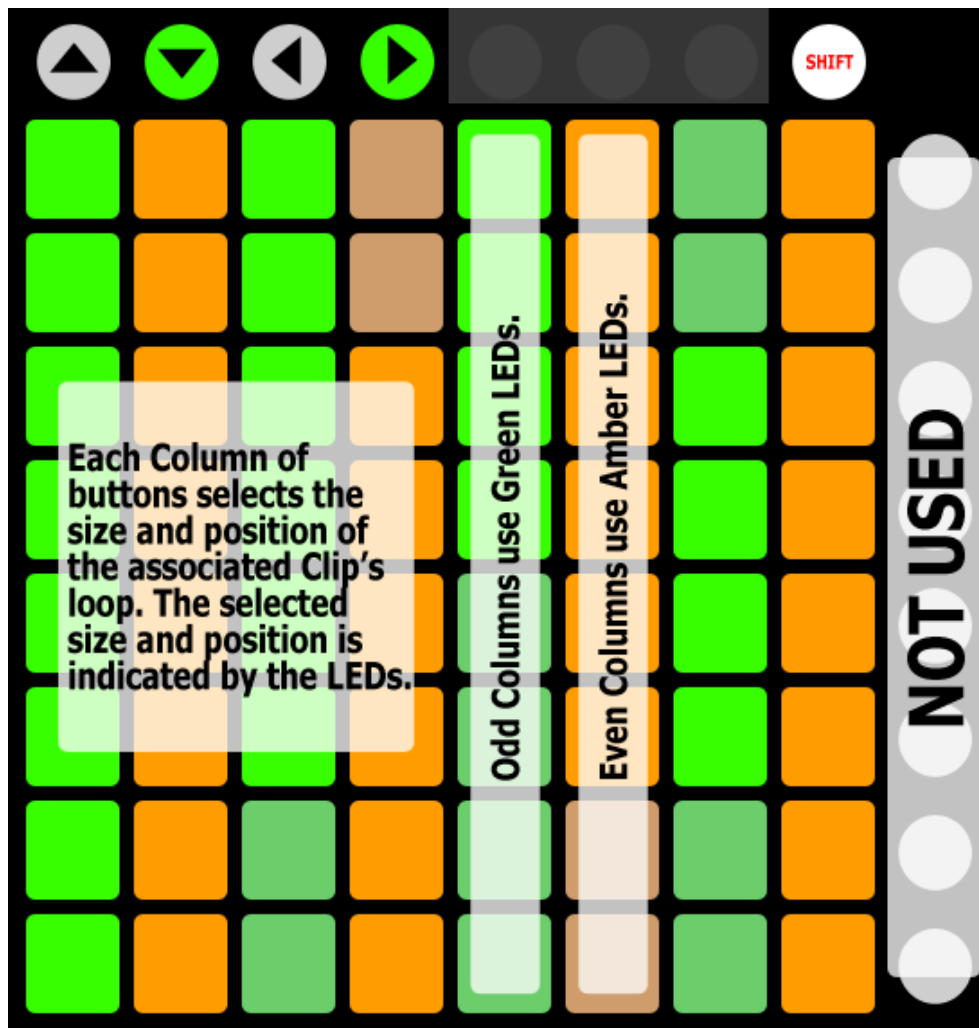 SHIFT
Each Column of
buttons selects the
size and position of
the associated Clip's
loop. The selected
size and position is
indicated by the LEDs.
Odd Columns use Green LEDs.
Even Columns use Amber LEDs.
NOT USED